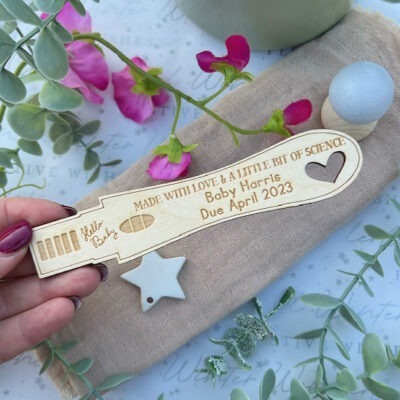 MADE WITH LOVE & A LITTLE BIT OF SCIENCE
Baby Harris
Due April 2023
Hello
Baby